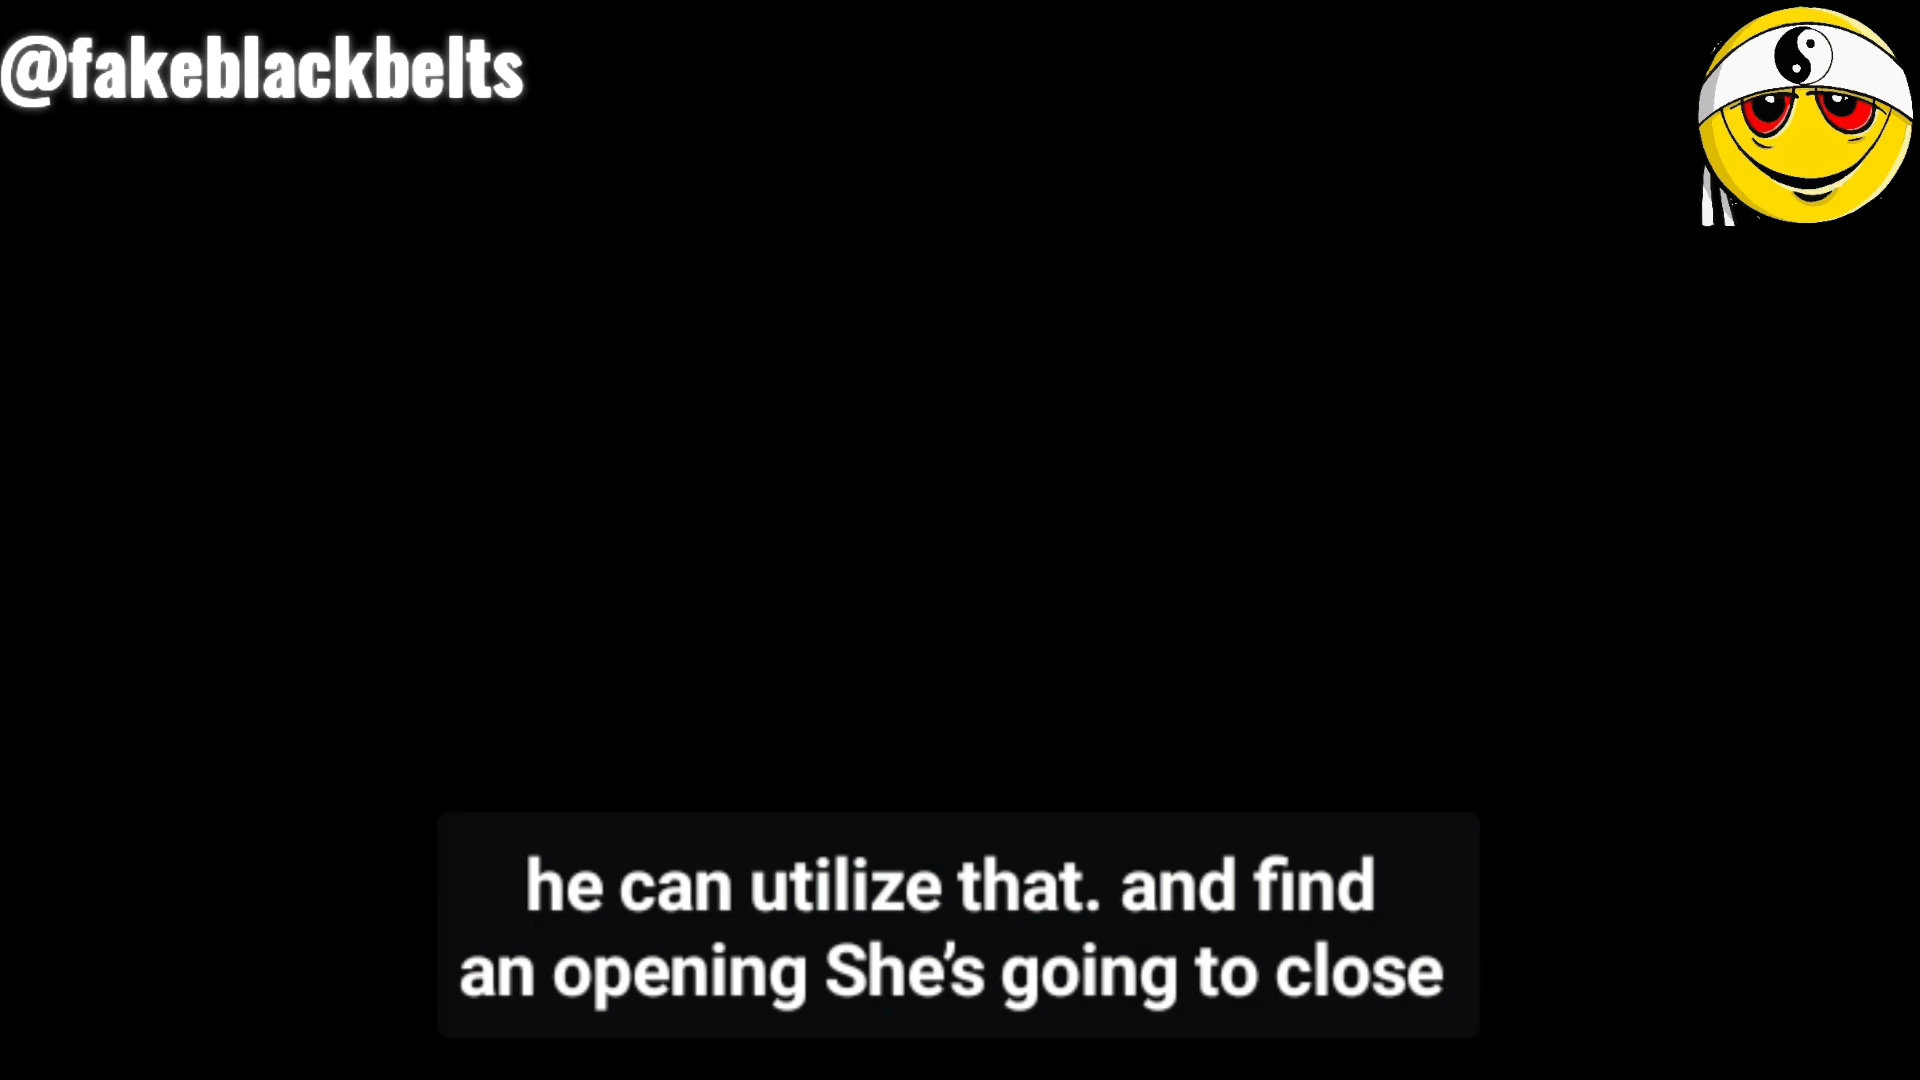 @fakeblackbelts
he can utilize that. and find
an opening She’s going to close